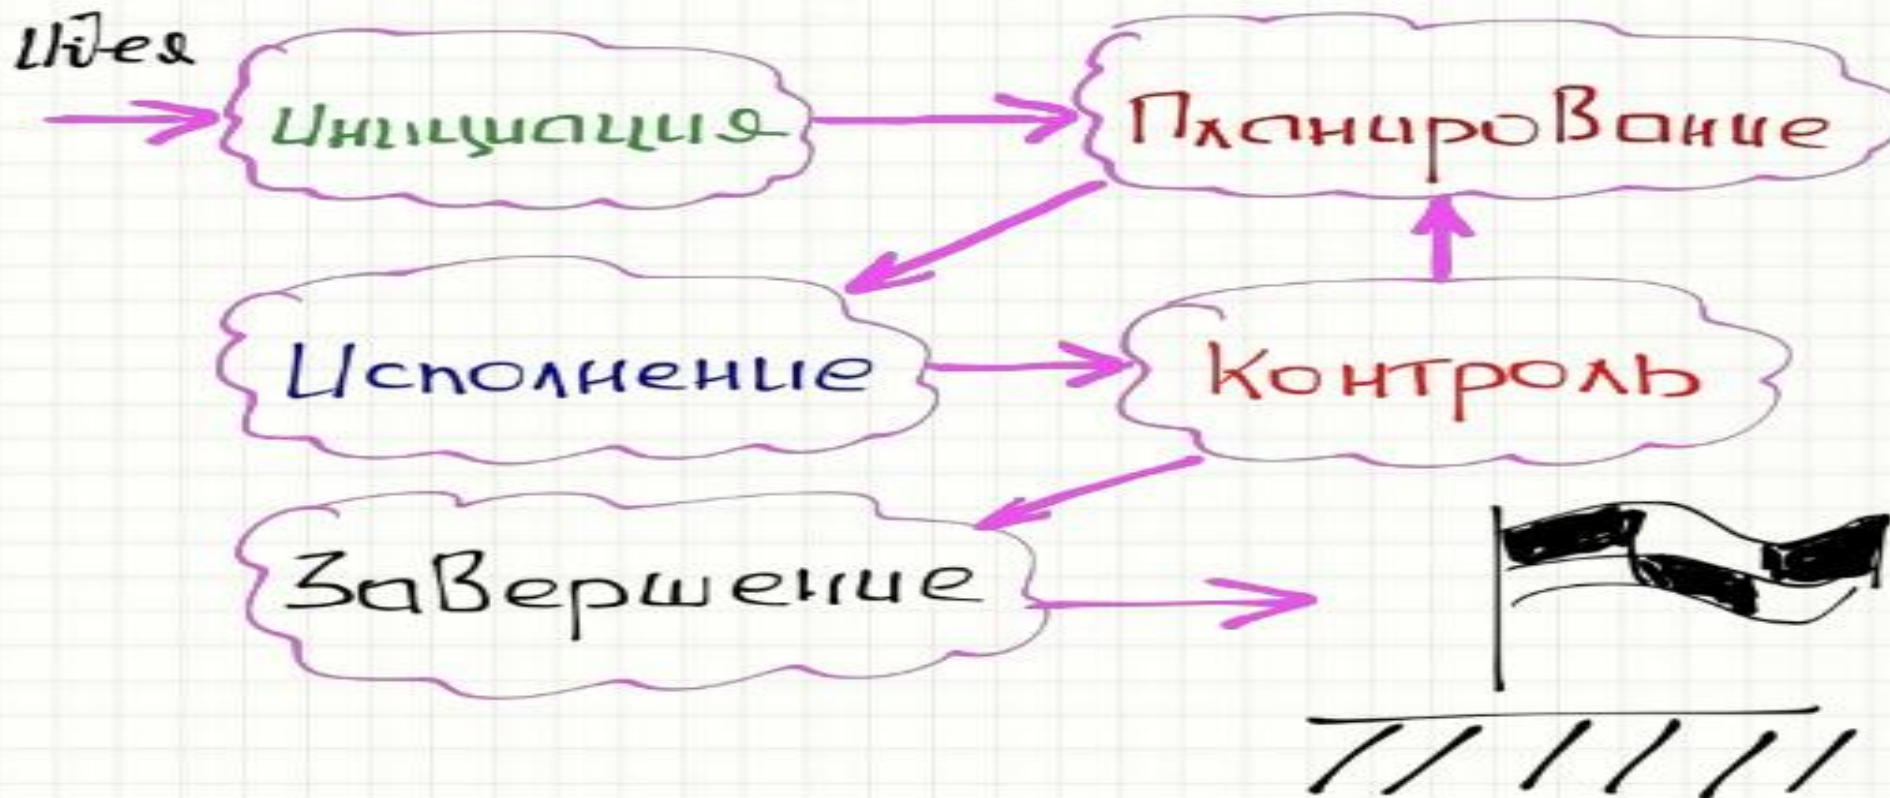 Идея
Инициация
Планирование
Исполнение
Контроль
Завершение